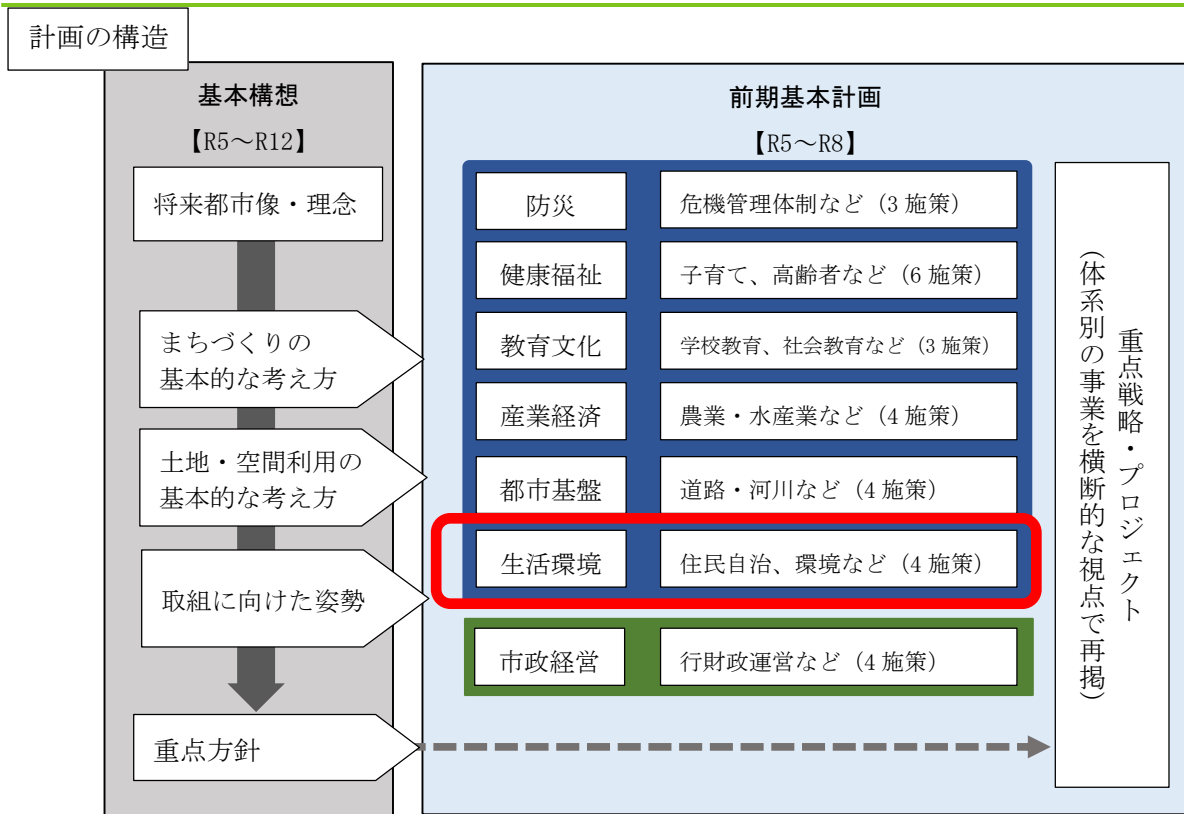 計画の構造
基本構想
【R5～R12】
将来都市像・理念
まちづくりの
基本的な考え方
土地・空間利用の
基本的な考え方
取組に向けた姿勢
重点方針
前期基本計画
【R5～R8】
防災
危機管理体制など（3 施策）
健康福祉
子育て、高齢者など（6 施策）
教育文化
学校教育、社会教育など（3 施策）
産業経済
農業・水産業など（4 施策）
都市基盤
道路・河川など（4 施策）
生活環境
住民自治、環境など（4 施策）
市政経営
行財政運営など（4 施策）
重点戦略・プロジェクト
（体系別の事業を横断的な視点で再掲）